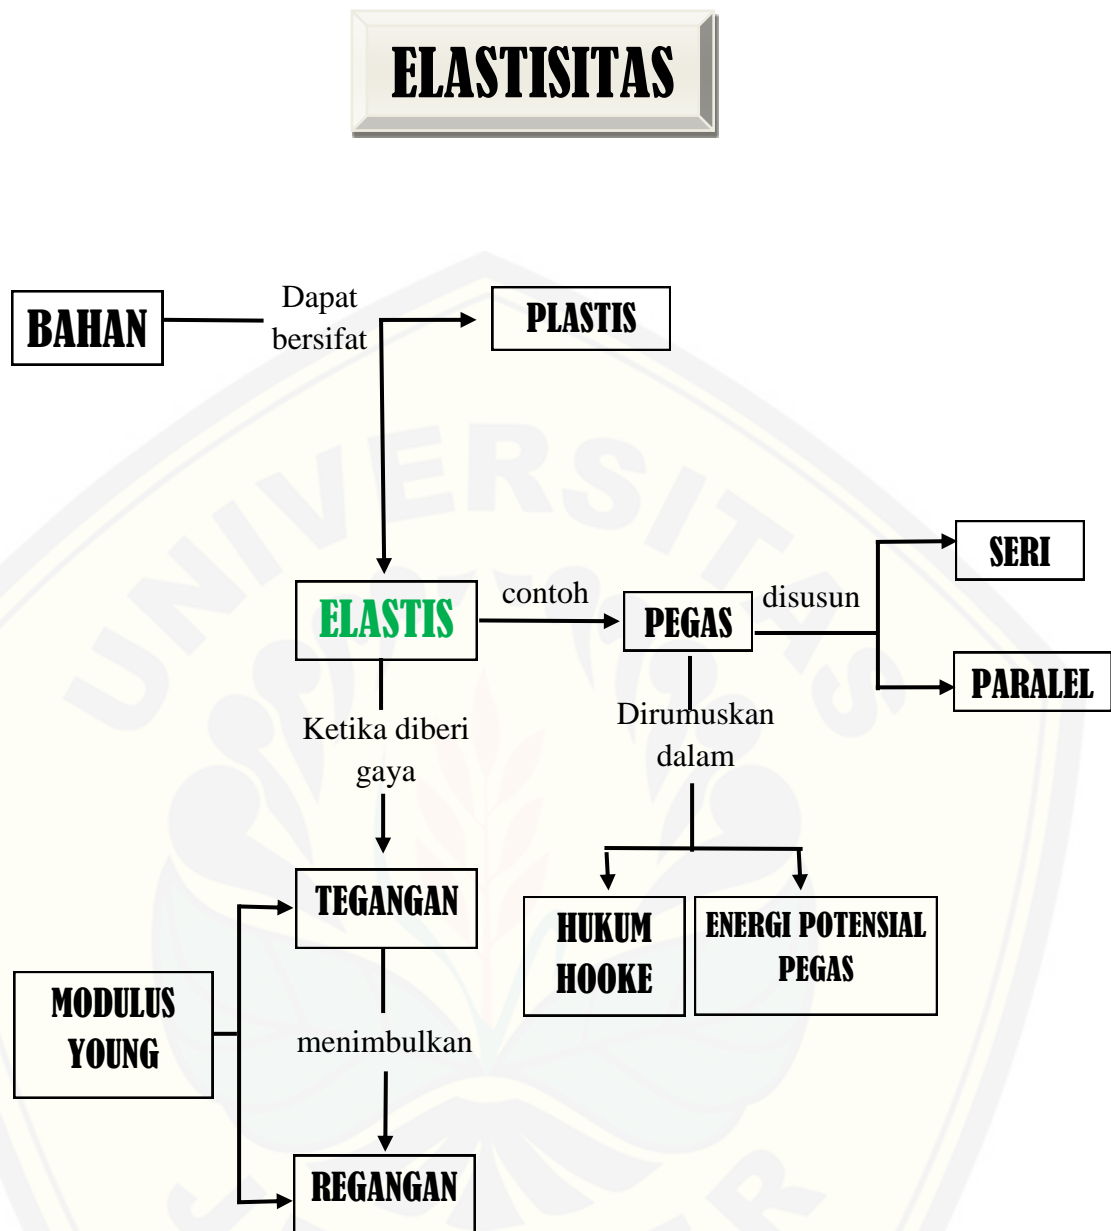 ELASTISITAS
BAHAN
Dapat
bersifat
PLASTIS
ELASTIS
contoh
PEGAS
disusun
SERI
PARALEL
Ketika diberi
gaya
Dirumuskan
dalam
TEGANGAN
HUKUM
HOOKE
ENERGI POTENSIAL
PEGAS
MODULUS
YOUNG
menimbulkan
REGANGAN
UNIVERSITAS